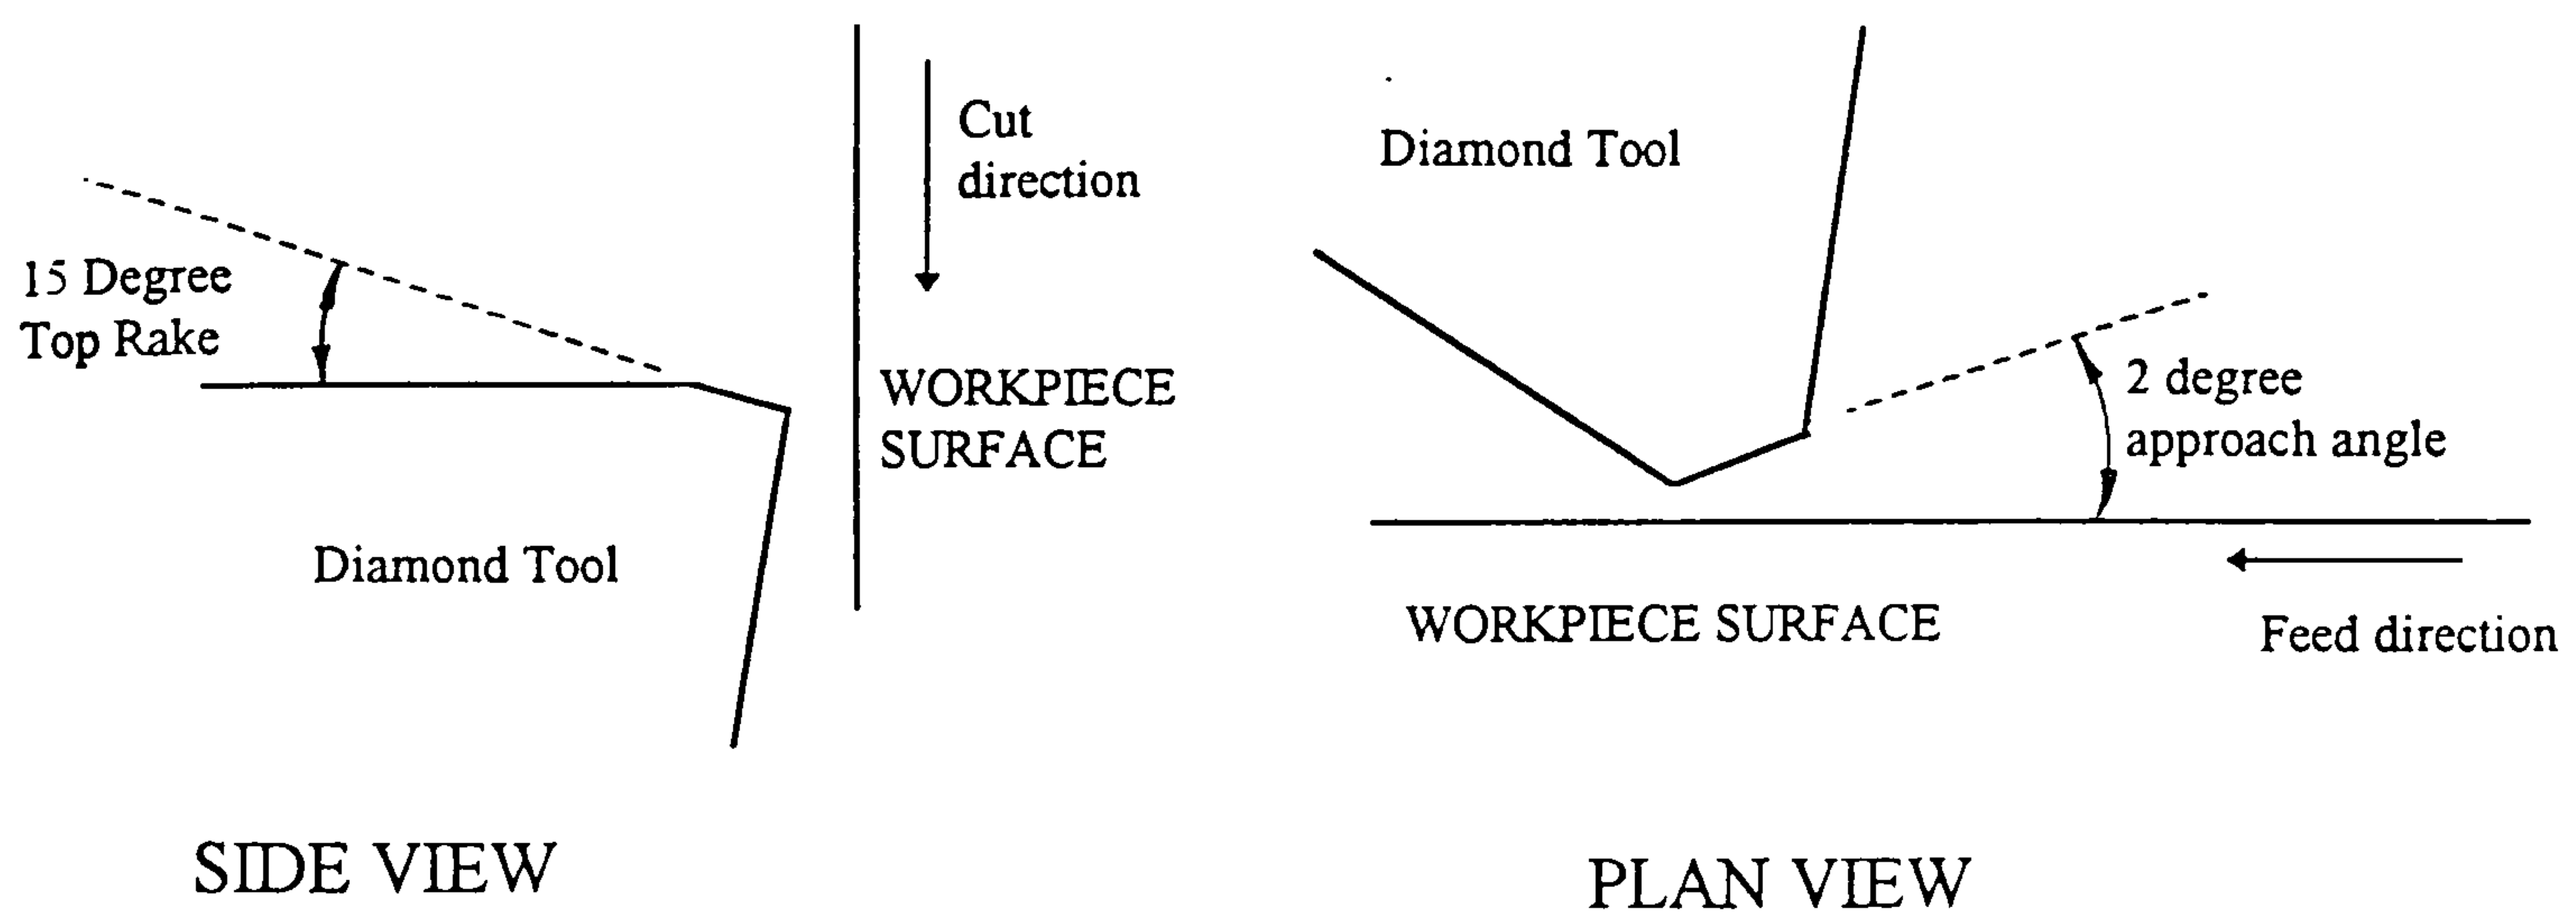 Cut
direction
15 Degree
Top Rake
WORKPIECE
SURFACE
Diamond Tool
SIDE VIEW
Diamond Tool
2 degree
approach angle
WORKPIECE SURFACE
Feed direction
PLAN VIEW